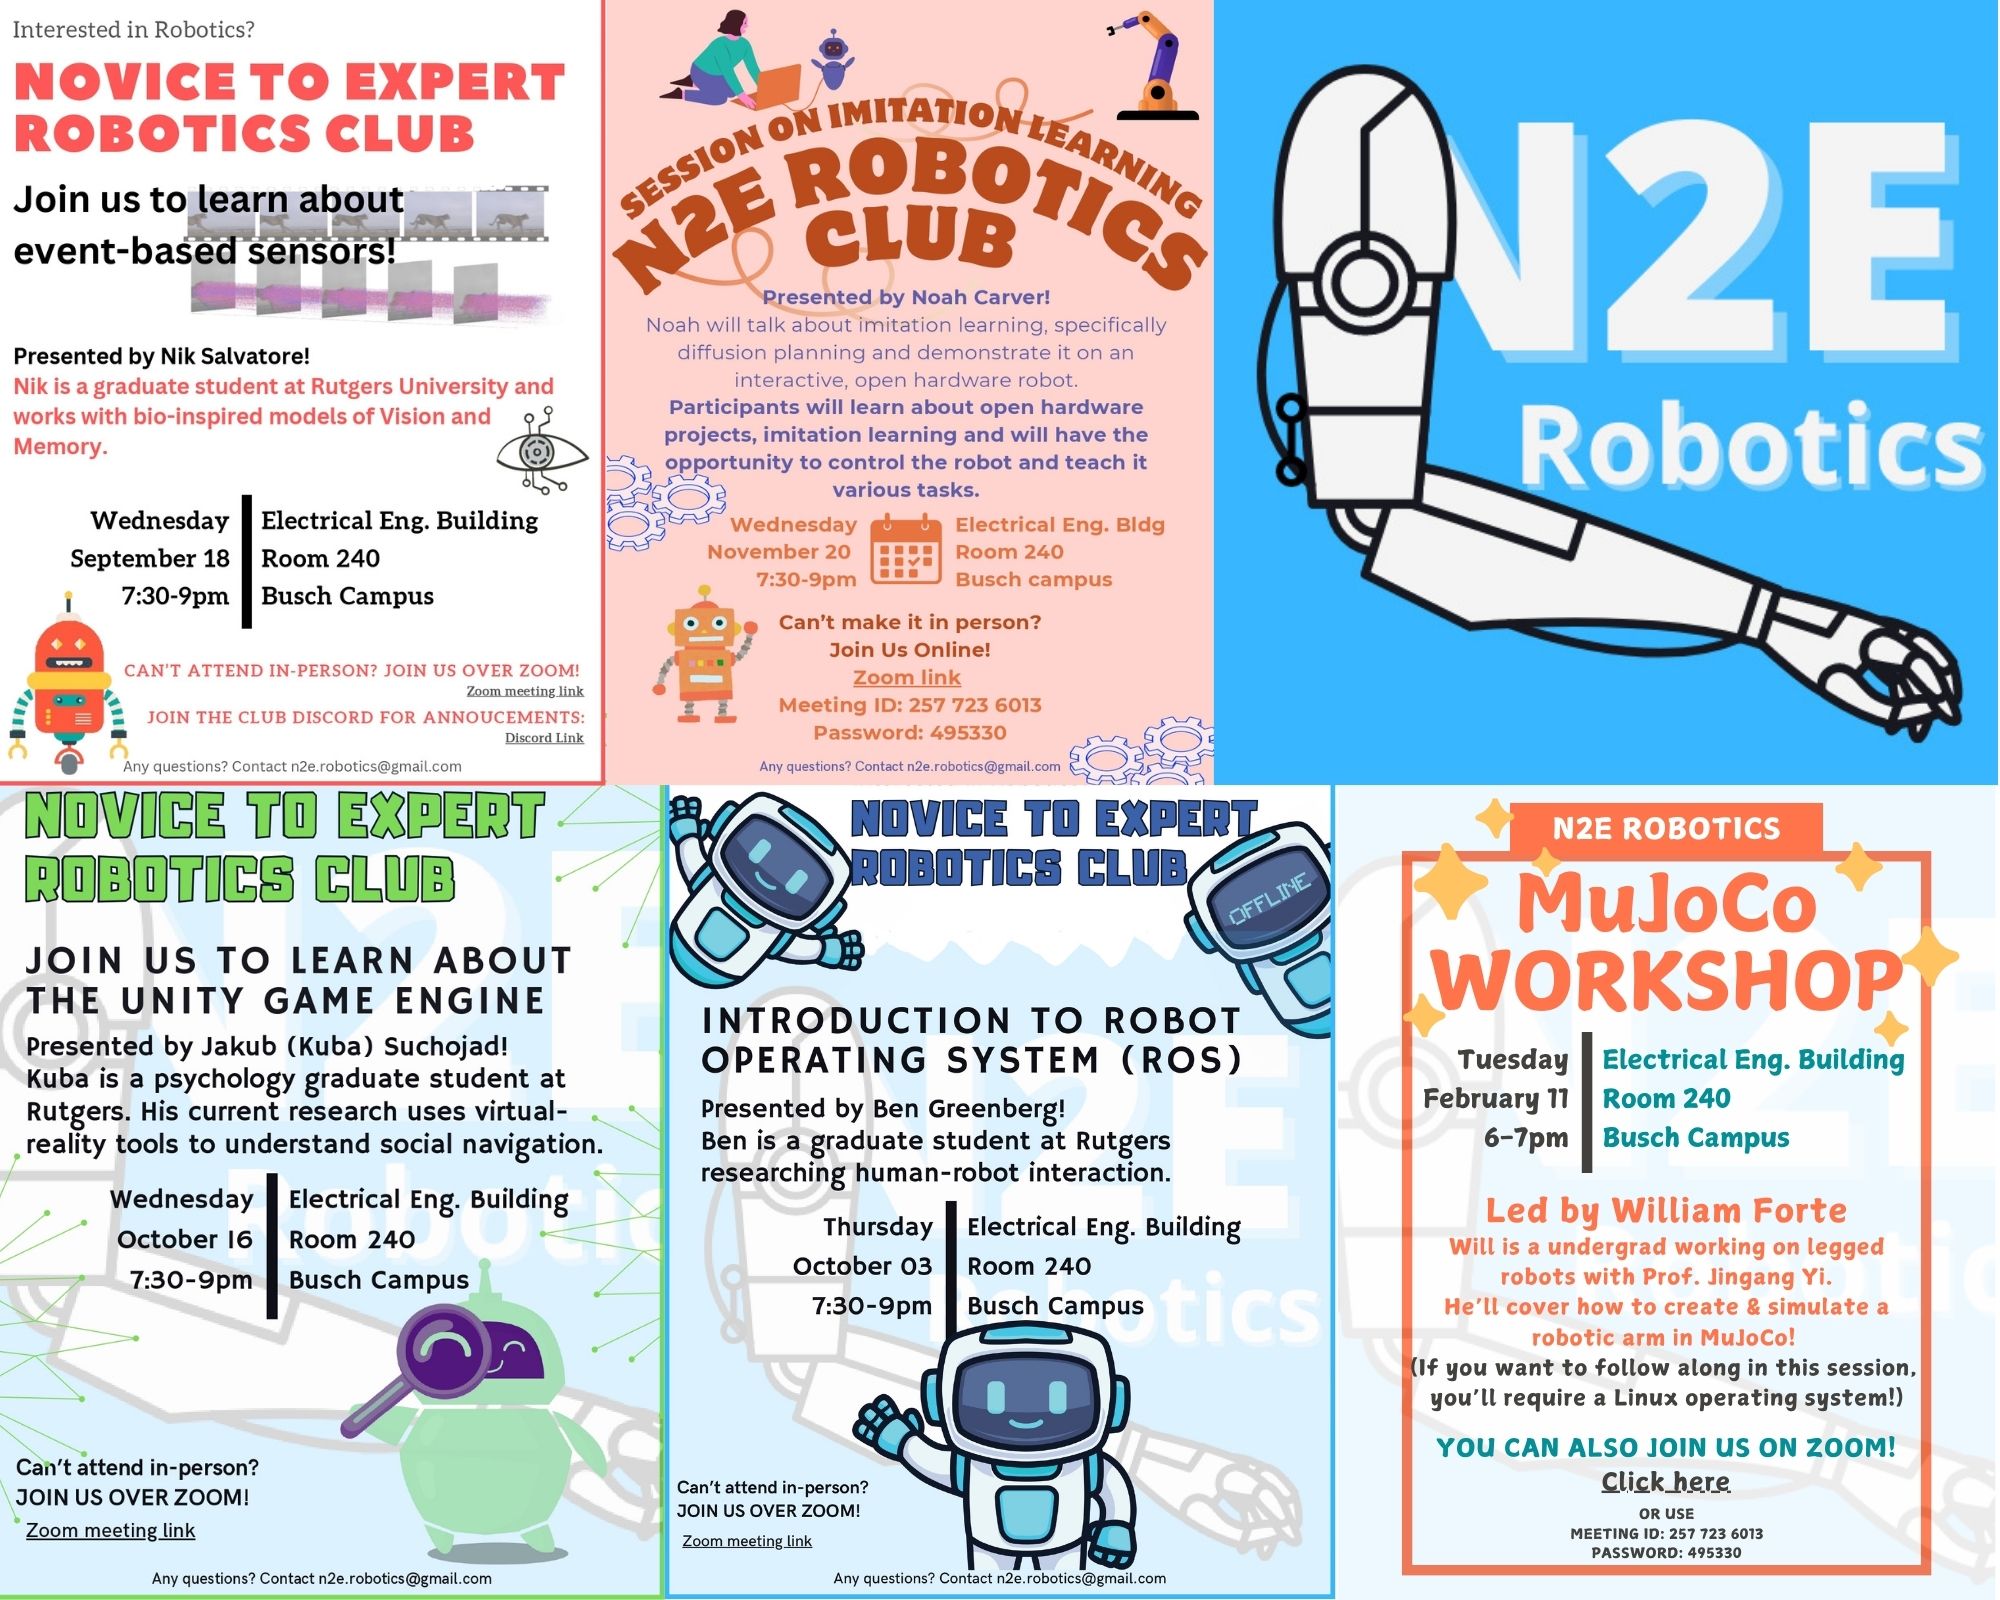 Interested in Robotics?
NOVICE TO EXPERT
ROBOTICS CLUB
Join us to learn about
event-based sensors!
Presented by Nik Salvatore!
Nik is a graduate student at Rutgers University and
works with bio-inspired models of Vision and
Memory.
Wednesday
September 18
7:30-9pm
Electrical Eng. Building
Room 240
Busch Campus
CAN'T ATTEND IN-PERSON? JOIN US OVER ZOOM!
Zoom meeting link
JOIN THE CLUB DISCORD FOR ANNOUCEMENTS:
Discord Link
Any questions? Contact n2e.robotics@gmail.com
SESSION ON IMITATION LEARNING
N2E ROBOTICS
CLUB
Presented by Noah Carver!
Noah will talk about imitation learning, specifically
diffusion planning and demonstrate it on an
interactive, open hardware robot.
Participants will learn about open hardware
projects, imitation learning and will have the
opportunity to control the robot and teach it
various tasks.
Wednesday
November 20
7:30-9pm
Electrical Eng. Bldg
Room 240
Busch campus
Can't make it in person?
Join Us Online!
Zoom link
Meeting ID: 257 723 6013
Password: 495330
Any questions? Contact n2e.robotics@gmail.com
N2E
Robotics
NOVICE TO EXPERT
ROBOTICS CLUB
JOIN US TO LEARN ABOUT
THE UNITY GAME ENGINE
Presented by Jakub (Kuba) Suchojad!
Kuba is a psychology graduate student at
Rutgers. His current research uses virtual-
reality tools to understand social navigation.
Wednesday
October 16
7:30-9pm
Electrical Eng. Building
Room 240
Busch Campus
Can't attend in-person?
JOIN US OVER ZOOM!
Zoom meeting link
Any questions? Contact n2e.robotics@gmail.com
NOVICE TO EXPERT
ROBOTICS CLUB
OFFLINE
INTRODUCTION TO ROBOT
OPERATING SYSTEM (ROS)
Presented by Ben Greenberg!
Ben is a graduate student at Rutgers
researching human-robot interaction.
Thursday
October 03
7:30-9pm
Electrical Eng. Building
Room 240
Busch Campus
Can't attend in-person?
JOIN US OVER ZOOM!
Zoom meeting link
Any questions? Contact n2e.robotics@gmail.com
N2E ROBOTICS
MuJoCo
WORKSHOP
Tuesday
February 11
6-7pm
Electrical Eng. Building
Room 240
Busch Campus
Led by William Forte
Will is a undergrad working on legged
robots with Prof. Jingang Yi.
He'll cover how to create & simulate a
robotic arm in MuJoCo!
(If you want to follow along in this session,
you'll require a Linux operating system!)
YOU CAN ALSO JOIN US ON ZOOM!
Click here
OR USE
MEETING ID: 257 723 6013
PASSWORD: 495330